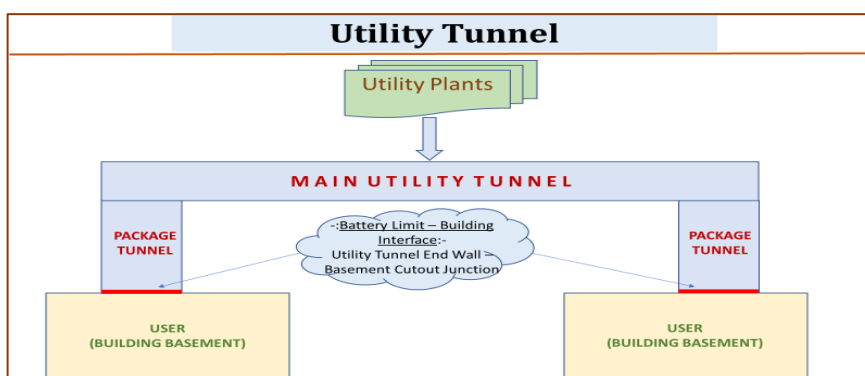 Utility Tunnel
Utility Plants
MAIN UTILITY TUNNEL
PACKAGE
TUNNEL
-:Battery Limit – Building
Interface:-
Utility Tunnel End Wall –
Basement Cutout Junction
PACKAGE
TUNNEL
USER
(BUILDING BASEMENT)
USER
(BUILDING BASEMENT)